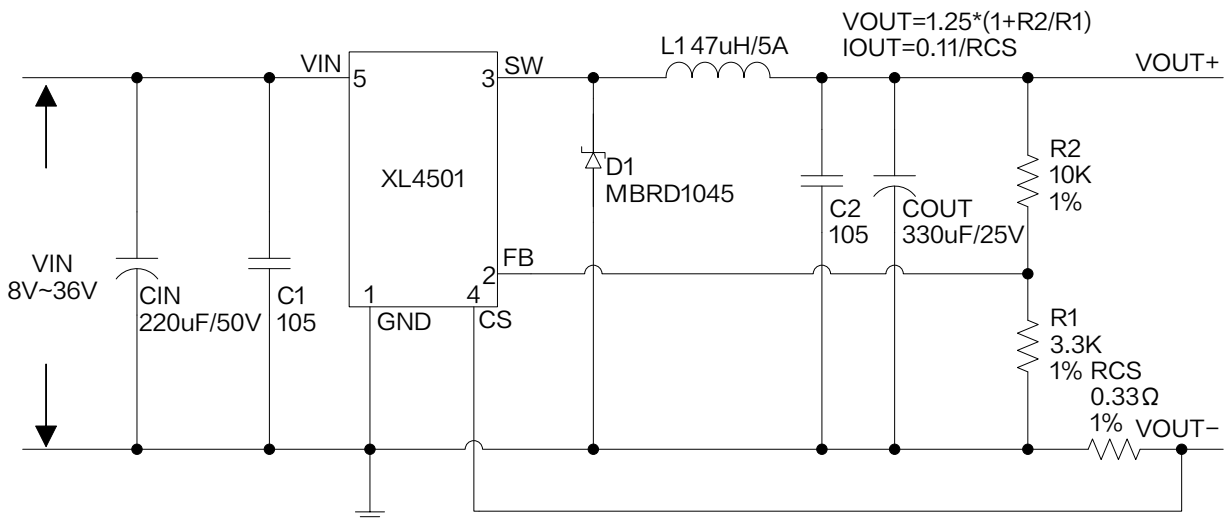 VOUT=1.25*(1+R2/R1)
IOUT=0.11/RCS
L1 47uH/5A
VIN
SW
VOUT+
5
3
XL4501
D1
MBRD1045
R2
10K
1%
C2
105
COUT
330uF/25V
FB
2
VIN
8V~36V
CIN
220uF/50V
C1
105
1
4
GND
CS
R1
3.3K
1%
RCS
0.33Ω
1%
VOUT−